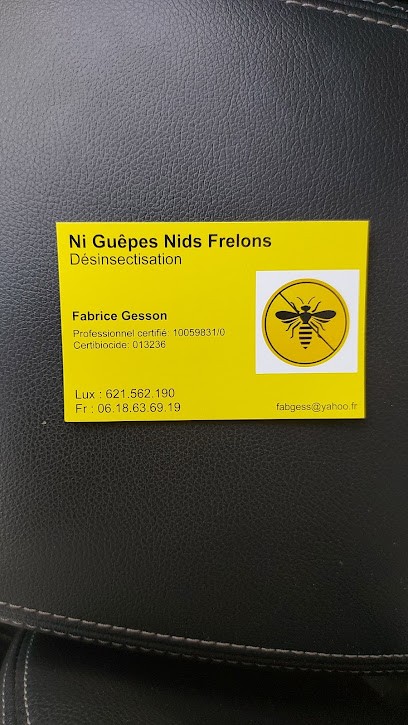 Ni Guêpes Nids Frelons
Désinsectisation
Fabrice Gesson
Professionnel certifié: 10059831/0
Certibiocide: 013236
Lux : 621.562.190
Fr : 06.18.63.69.19
fabgess@yahoo.fr